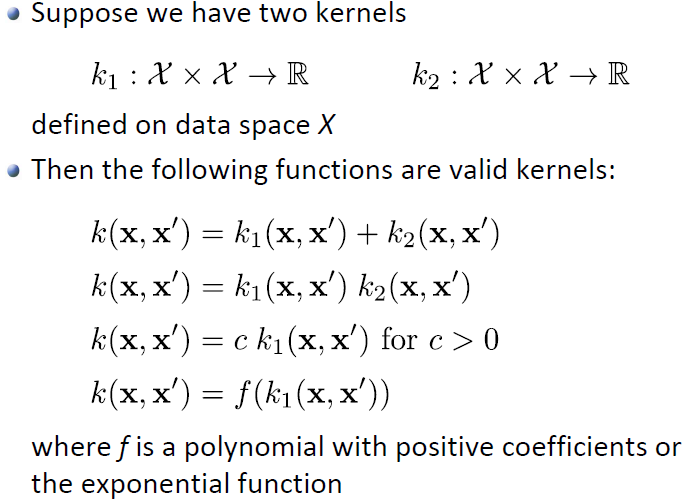 Suppose we have two kernels
k₁ : 𝒳 × 𝒳 → ℝ k₂ : 𝒳 × 𝒳 → ℝ
defined on data space X
Then the following functions are valid kernels:
k(x, x′) = k₁(x, x′) + k₂(x, x′)
k(x, x′) = k₁(x, x′) k₂(x, x′)
k(x, x′) = c k₁(x, x′) for c > 0
k(x, x′) = f(k₁(x, x′))
where f is a polynomial with positive coefficients or
the exponential function